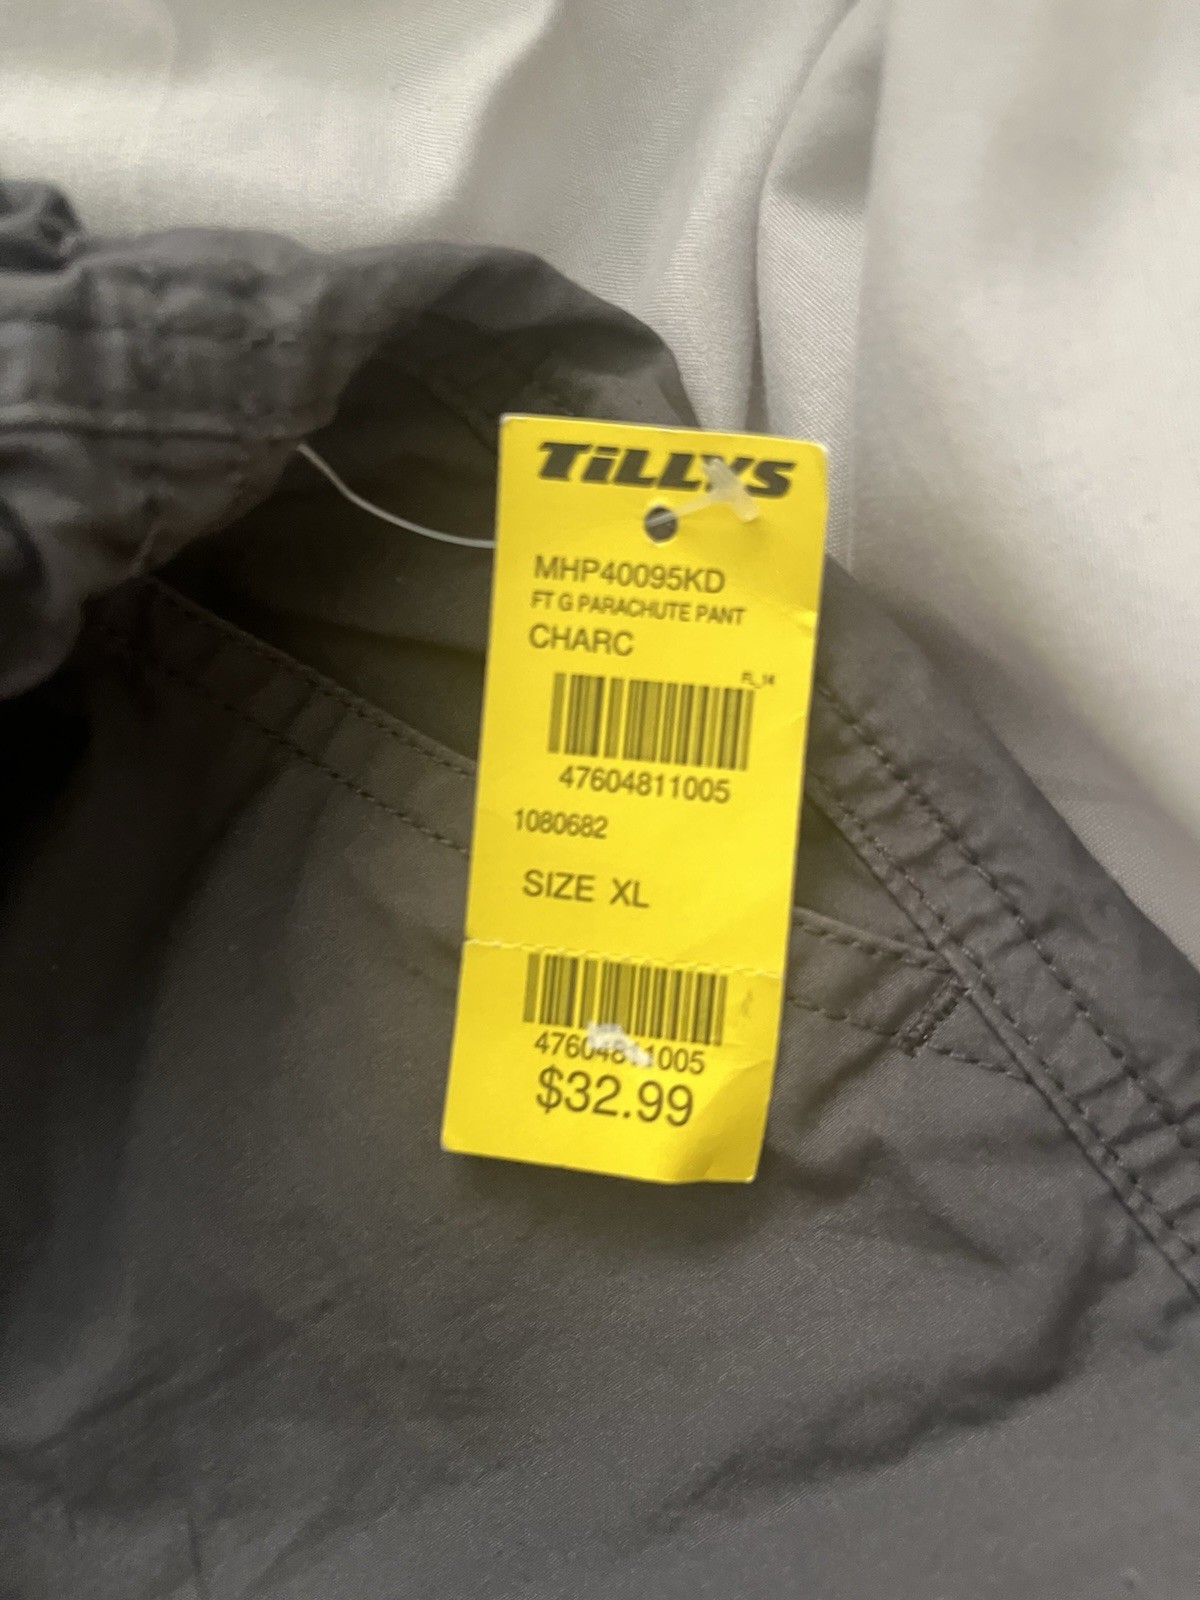 TiLLYS
MHP40095KD
FT G PARACHUTE PANT
CHARC
FL_14
47604811005
1080682
SIZE XL
47604811005
$32.99